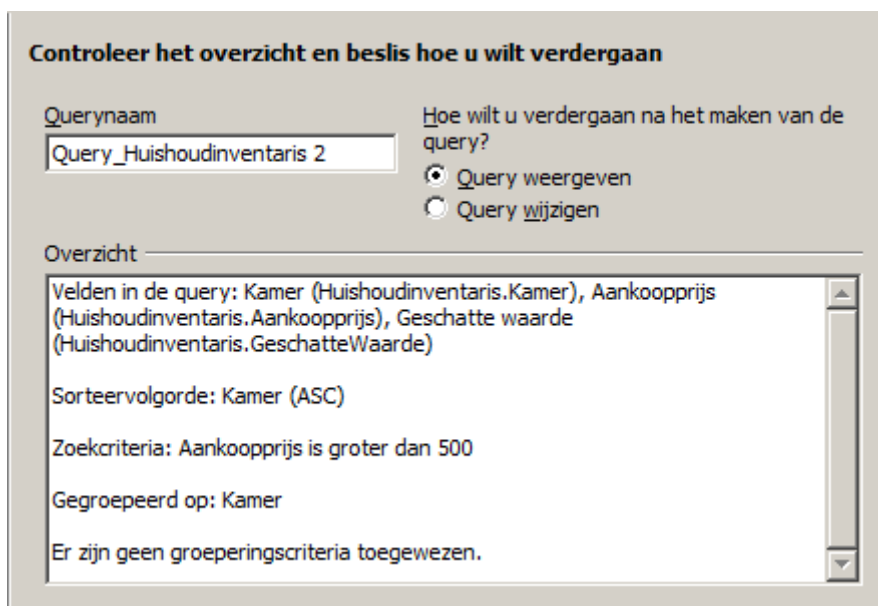 Controleer het overzicht en beslis hoe u wilt verdergaan
Querynaam
Query_Huishoudinventaris 2
Hoe wilt u verdergaan na het maken van de
query?
Query weergeven
Query wijzigen
Overzicht
Velden in de query: Kamer (Huishoudinventaris.Kamer), Aankoopprijs
(Huishoudinventaris.Aankoopprijs), Geschatte waarde
(Huishoudinventaris.GeschatteWaarde)
Sorteervolgorde: Kamer (ASC)
Zoekcriteria: Aankoopprijs is groter dan 500
Gegroepeerd op: Kamer
Er zijn geen groeperingscriteria toegewezen.